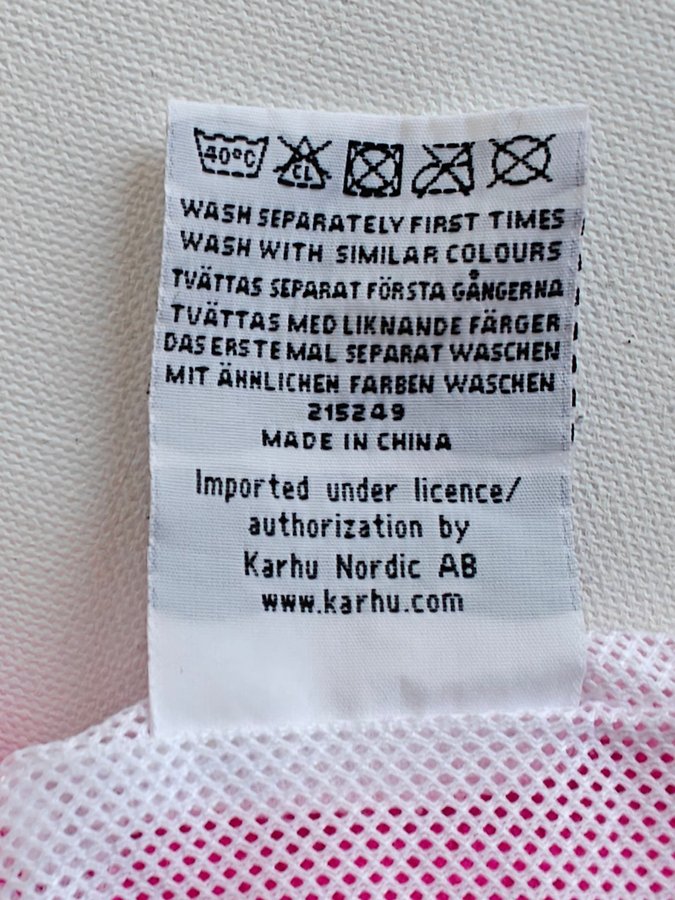 40°C CL
WASH SEPARATELY FIRST TIMES
WASH WITH SIMILAR COLOURS
TVÄTTAS SEPARAT FÖRSTA GÅNGERNA
TVÄTTAS MED LIKNANDE FÄRGER
DAS ERSTE MAL SEPARAT WASCHEN
MIT ÄHNLICHEN FARBEN WASCHEN
215249
MADE IN CHINA
Imported under licence/
authorization by
Karhu Nordic AB
www.karhu.com